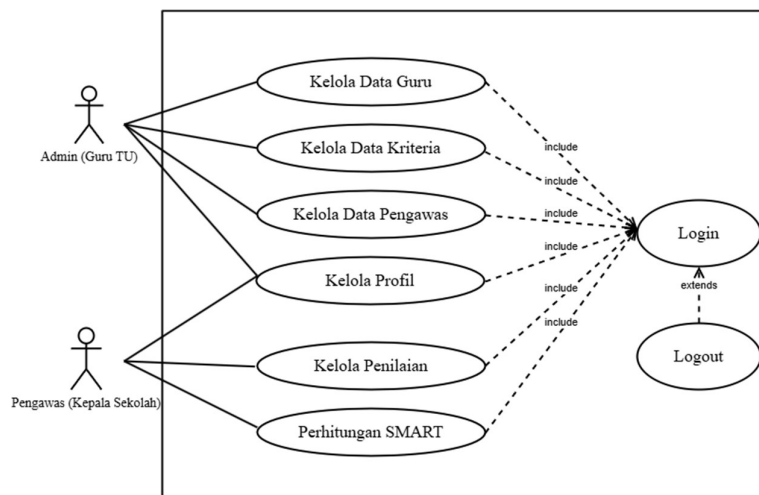 Kelola Data Guru
Admin (Guru TU)
Kelola Data Kriteria
include
include
Kelola Data Pengawas
include
Login
Kelola Profil
include
include
extends
include
Pengawas (Kepala Sekolah)
Kelola Penilaian
Logout
Perhitungan SMART